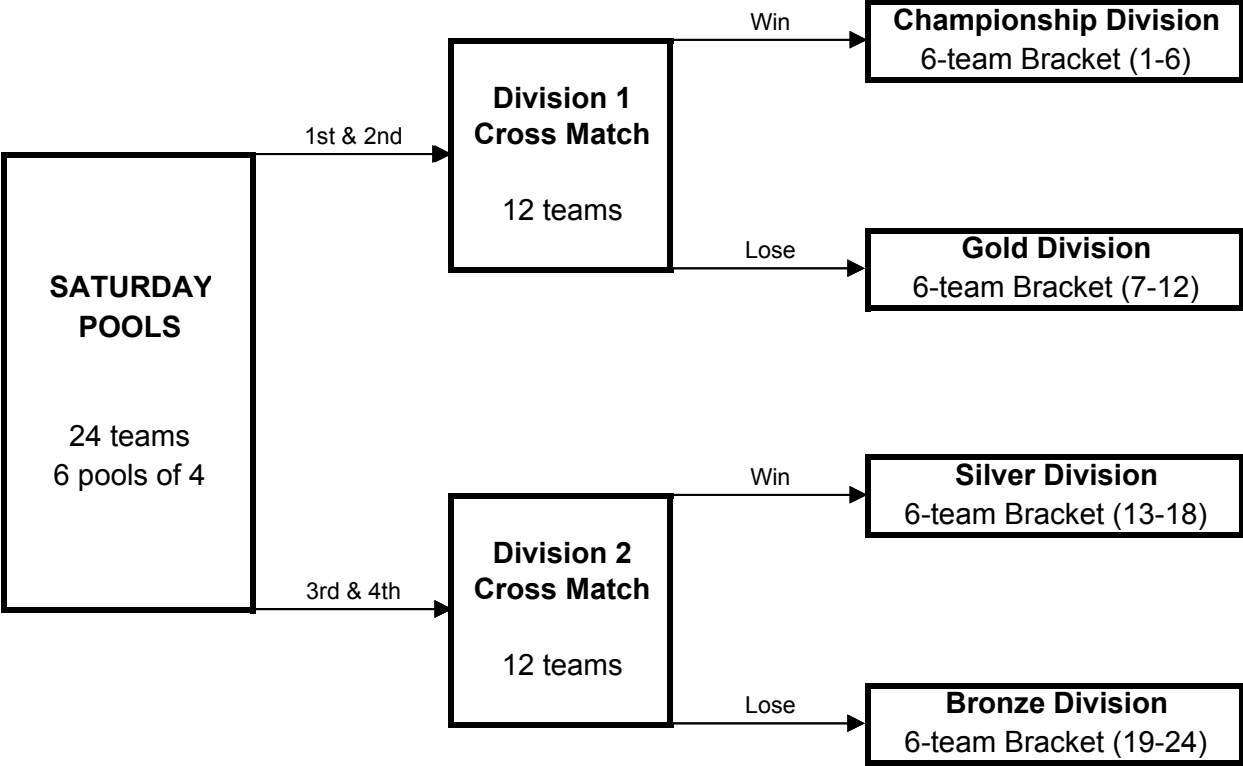 SATURDAY
POOLS
24 teams
6 pools of 4
1st & 2nd
Division 1
Cross Match
12 teams
Win
Championship Division
6-team Bracket (1-6)
Lose
Gold Division
6-team Bracket (7-12)
3rd & 4th
Division 2
Cross Match
12 teams
Win
Silver Division
6-team Bracket (13-18)
Lose
Bronze Division
6-team Bracket (19-24)